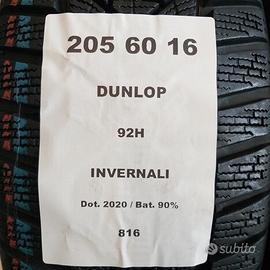 205 60 16
DUNLOP
92H
INVERNALI
Dot. 2020 / Bat. 90%
816
subito